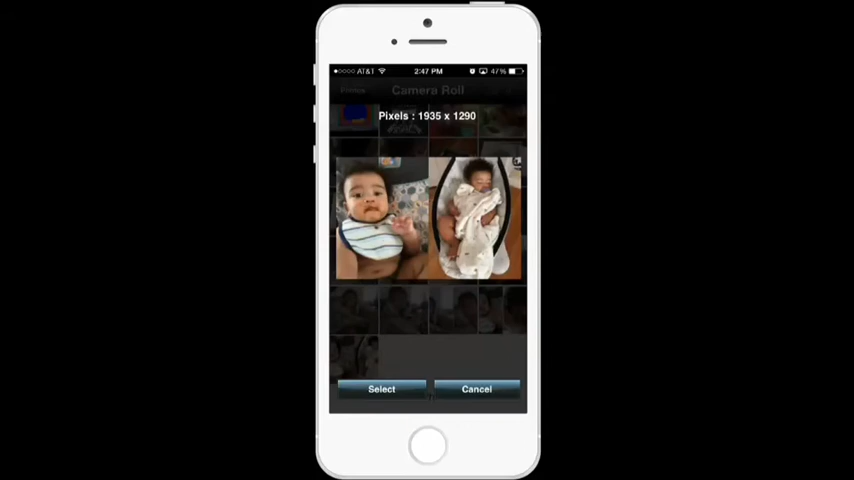 AT&T
2:47 PM
47%
Photos
Camera Roll
Pixels : 1935 x 1290
Select
Cancel